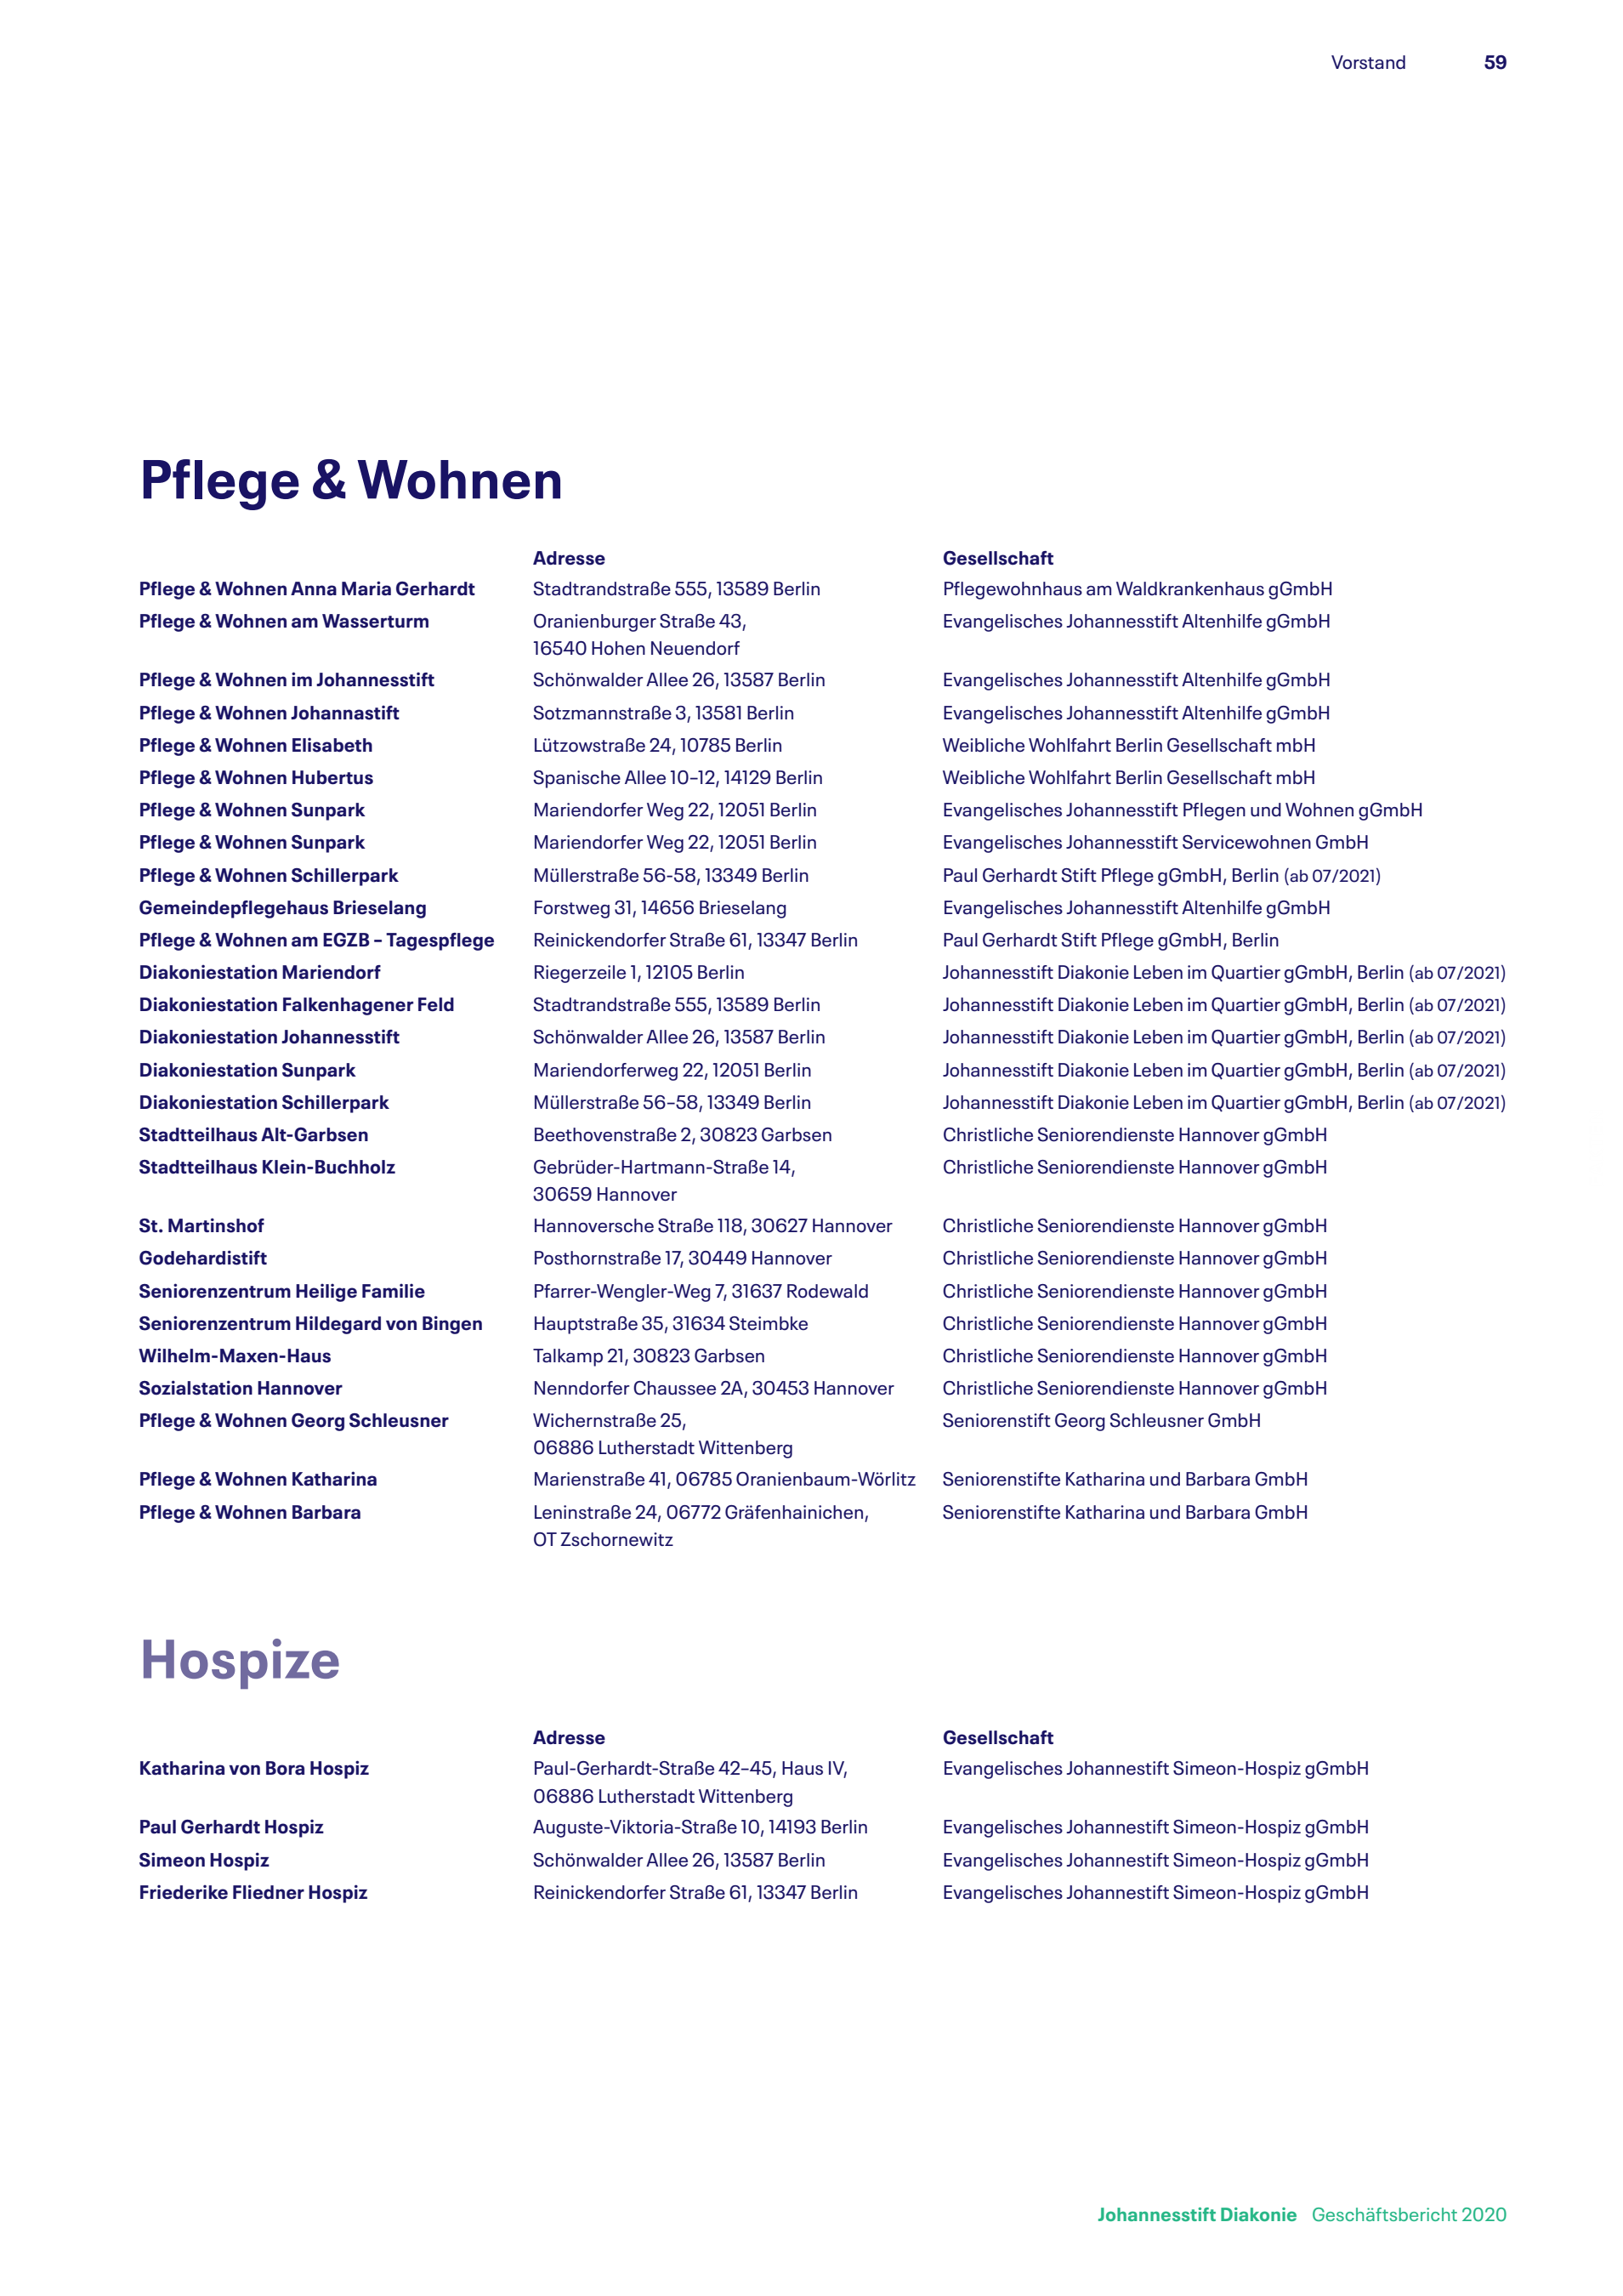 Vorstand 59
Pflege & Wohnen
Adresse Gesellschaft
Pflege & Wohnen Anna Maria Gerhardt Stadtrandstraße 555, 13589 Berlin Pflegewohnhaus am Waldkrankenhaus gGmbH
Pflege & Wohnen am Wasserturm Oranienburger Straße 43, Evangelisches Johannesstift Altenhilfe gGmbH
16540 Hohen Neuendorf
Pflege & Wohnen im Johannesstift Schönwalder Allee 26, 13587 Berlin Evangelisches Johannesstift Altenhilfe gGmbH
Pflege & Wohnen Johannastift Sotzmannstraße 3, 13581 Berlin Evangelisches Johannesstift Altenhilfe gGmbH
Pflege & Wohnen Elisabeth Lützowstraße 24, 10785 Berlin Weibliche Wohlfahrt Berlin Gesellschaft mbH
Pflege & Wohnen Hubertus Spanische Allee 10–12, 14129 Berlin Weibliche Wohlfahrt Berlin Gesellschaft mbH
Pflege & Wohnen Sunpark Mariendorfer Weg 22, 12051 Berlin Evangelisches Johannesstift Pflegen und Wohnen gGmbH
Pflege & Wohnen Sunpark Mariendorfer Weg 22, 12051 Berlin Evangelisches Johannesstift Servicewohnen GmbH
Pflege & Wohnen Schillerpark Müllerstraße 56-58, 13349 Berlin Paul Gerhardt Stift Pflege gGmbH, Berlin (ab 07/2021)
Gemeindepflegehaus Brieselang Forstweg 31, 14656 Brieselang Evangelisches Johannesstift Altenhilfe gGmbH
Pflege & Wohnen am EGZB – Tagespflege Reinickendorfer Straße 61, 13347 Berlin Paul Gerhardt Stift Pflege gGmbH, Berlin
Diakoniestation Mariendorf Riegerzeile 1, 12105 Berlin Johannesstift Diakonie Leben im Quartier gGmbH, Berlin (ab 07/2021)
Diakoniestation Falkenhagener Feld Stadtrandstraße 555, 13589 Berlin Johannesstift Diakonie Leben im Quartier gGmbH, Berlin (ab 07/2021)
Diakoniestation Johannesstift Schönwalder Allee 26, 13587 Berlin Johannesstift Diakonie Leben im Quartier gGmbH, Berlin (ab 07/2021)
Diakoniestation Sunpark Mariendorferweg 22, 12051 Berlin Johannesstift Diakonie Leben im Quartier gGmbH, Berlin (ab 07/2021)
Diakoniestation Schillerpark Müllerstraße 56–58, 13349 Berlin Johannesstift Diakonie Leben im Quartier gGmbH, Berlin (ab 07/2021)
Stadtteilhaus Alt-Garbsen Beethovenstraße 2, 30823 Garbsen Christliche Seniorendienste Hannover gGmbH
Stadtteilhaus Klein-Buchholz Gebrüder-Hartmann-Straße 14, Christliche Seniorendienste Hannover gGmbH
30659 Hannover
St. Martinshof Hannoversche Straße 118, 30627 Hannover Christliche Seniorendienste Hannover gGmbH
Godehardistift Posthornstraße 17, 30449 Hannover Christliche Seniorendienste Hannover gGmbH
Seniorenzentrum Heilige Familie Pfarrer-Wengler-Weg 7, 31637 Rodewald Christliche Seniorendienste Hannover gGmbH
Seniorenzentrum Hildegard von Bingen Hauptstraße 35, 31634 Steimbke Christliche Seniorendienste Hannover gGmbH
Wilhelm-Maxen-Haus Talkamp 21, 30823 Garbsen Christliche Seniorendienste Hannover gGmbH
Sozialstation Hannover Nenndorfer Chaussee 2A, 30453 Hannover Christliche Seniorendienste Hannover gGmbH
Pflege & Wohnen Georg Schleusner Wichernstraße 25, Seniorenstift Georg Schleusner GmbH
06886 Lutherstadt Wittenberg
Pflege & Wohnen Katharina Marienstraße 41, 06785 Oranienbaum-Wörlitz Seniorenstifte Katharina und Barbara GmbH
Pflege & Wohnen Barbara Leninstraße 24, 06772 Gräfenhainichen, Seniorenstifte Katharina und Barbara GmbH
OT Zschornewitz
Hospize
Adresse Gesellschaft
Katharina von Bora Hospiz Paul-Gerhardt-Straße 42–45, Haus IV, Evangelisches Johannestift Simeon-Hospiz gGmbH
06886 Lutherstadt Wittenberg
Paul Gerhardt Hospiz Auguste-Viktoria-Straße 10, 14193 Berlin Evangelisches Johannestift Simeon-Hospiz gGmbH
Simeon Hospiz Schönwalder Allee 26, 13587 Berlin Evangelisches Johannestift Simeon-Hospiz gGmbH
Friederike Fliedner Hospiz Reinickendorfer Straße 61, 13347 Berlin Evangelisches Johannestift Simeon-Hospiz gGmbH
Johannesstift Diakonie Geschäftsbericht 2020